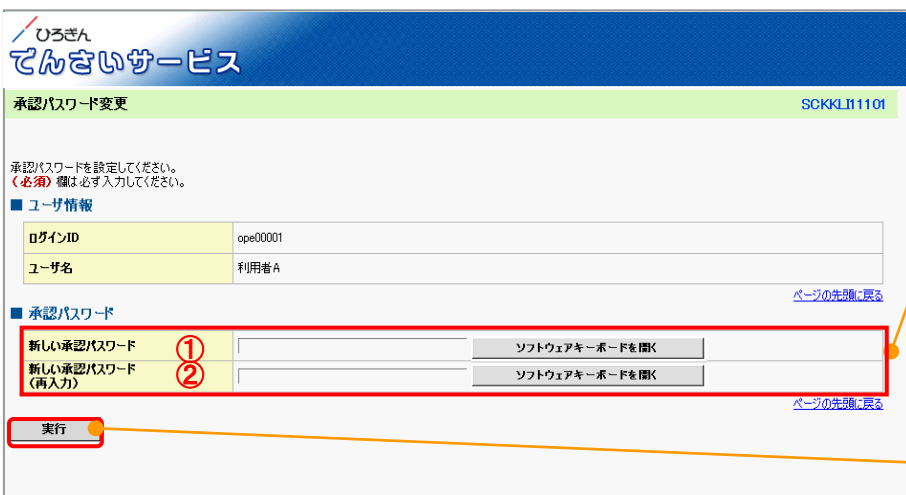 ひろぎん
でんさいサービス
承認パスワード変更 SCKKLI11101
承認パスワードを設定してください。
(必須) 欄は必ず入力してください。
■ ユーザ情報
ログインID ope00001
ユーザ名 利用者A
ページの先頭に戻る
■ 承認パスワード
新しい承認パスワード ① ソフトウェアキーボードを開く
新しい承認パスワード
(再入力) ② ソフトウェアキーボードを開く
ページの先頭に戻る
実行